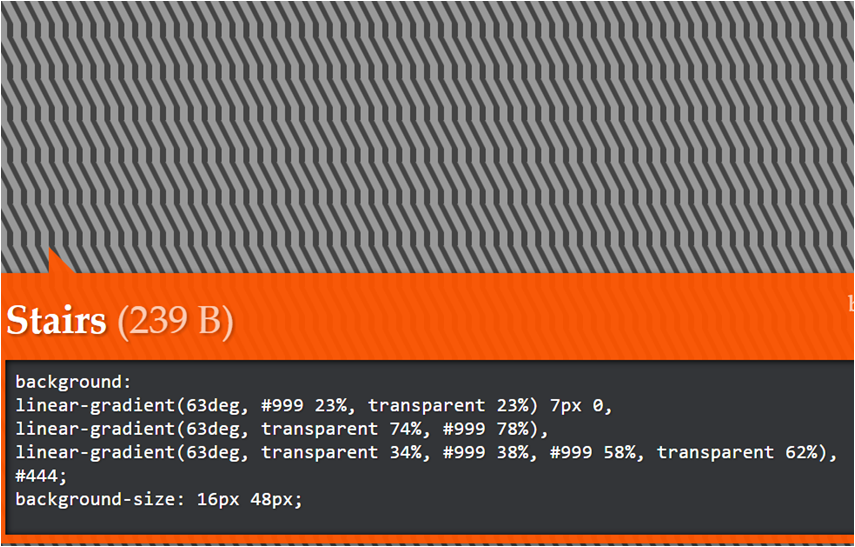 Stairs (239 B)
background:
linear-gradient(63deg, #999 23%, transparent 23%) 7px 0,
linear-gradient(63deg, transparent 74%, #999 78%),
linear-gradient(63deg, transparent 34%, #999 38%, #999 58%, transparent 62%),
#444;
background-size: 16px 48px;